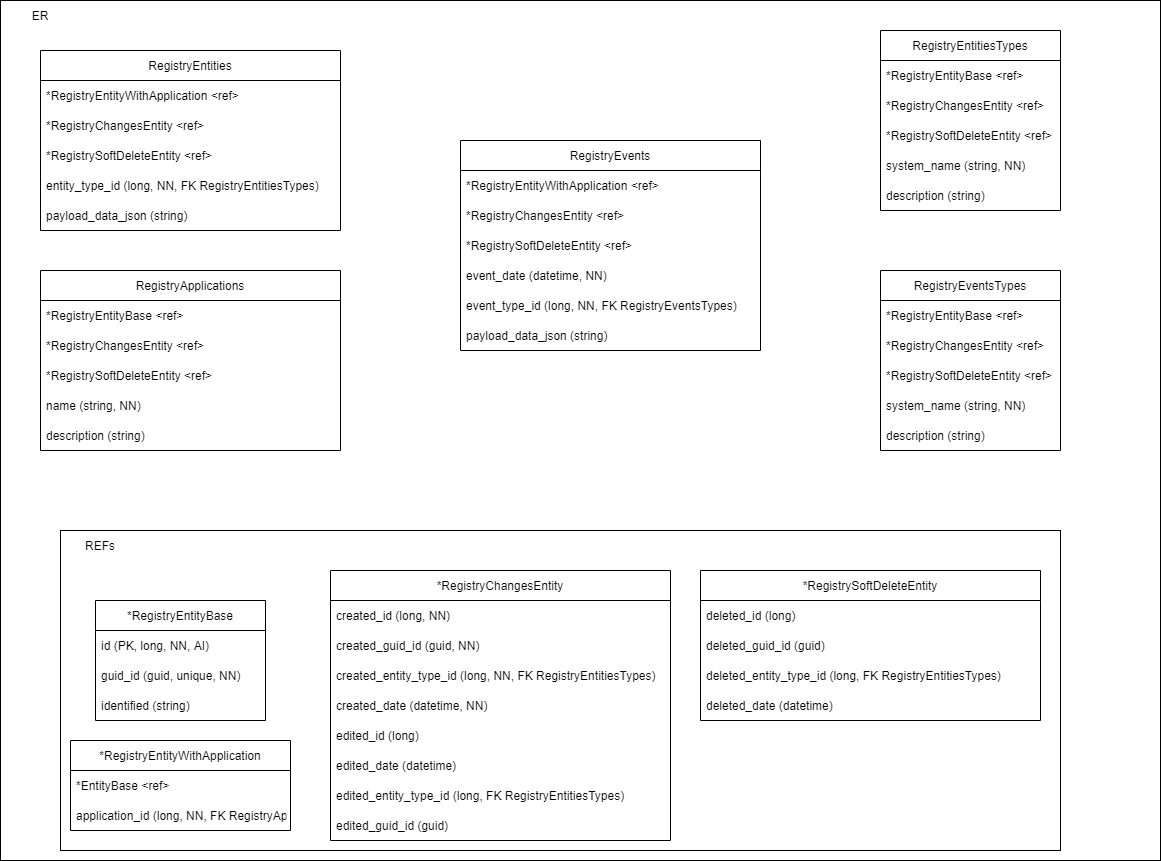 ER
RegistryEntities
*RegistryEntityWithApplication <ref>
*RegistryChangesEntity <ref>
*RegistrySoftDeleteEntity <ref>
entity_type_id (long, NN, FK RegistryEntitiesTypes)
payload_data_json (string)
RegistryApplications
*RegistryEntityBase <ref>
*RegistryChangesEntity <ref>
*RegistrySoftDeleteEntity <ref>
name (string, NN)
description (string)
RegistryEvents
*RegistryEntityWithApplication <ref>
*RegistryChangesEntity <ref>
*RegistrySoftDeleteEntity <ref>
event_date (datetime, NN)
event_type_id (long, NN, FK RegistryEventsTypes)
payload_data_json (string)
RegistryEntitiesTypes
*RegistryEntityBase <ref>
*RegistryChangesEntity <ref>
*RegistrySoftDeleteEntity <ref>
system_name (string, NN)
description (string)
RegistryEventsTypes
*RegistryEntityBase <ref>
*RegistryChangesEntity <ref>
*RegistrySoftDeleteEntity <ref>
system_name (string, NN)
description (string)
REFs
*RegistryEntityBase
id (PK, long, NN, AI)
guid_id (guid, unique, NN)
identified (string)
*RegistryEntityWithApplication
*EntityBase <ref>
application_id (long, NN, FK RegistryAp
*RegistryChangesEntity
created_id (long, NN)
created_guid_id (guid, NN)
created_entity_type_id (long, NN, FK RegistryEntitiesTypes)
created_date (datetime, NN)
edited_id (long)
edited_date (datetime)
edited_entity_type_id (long, FK RegistryEntitiesTypes)
edited_guid_id (guid)
*RegistrySoftDeleteEntity
deleted_id (long)
deleted_guid_id (guid)
deleted_entity_type_id (long, FK RegistryEntitiesTypes)
deleted_date (datetime)